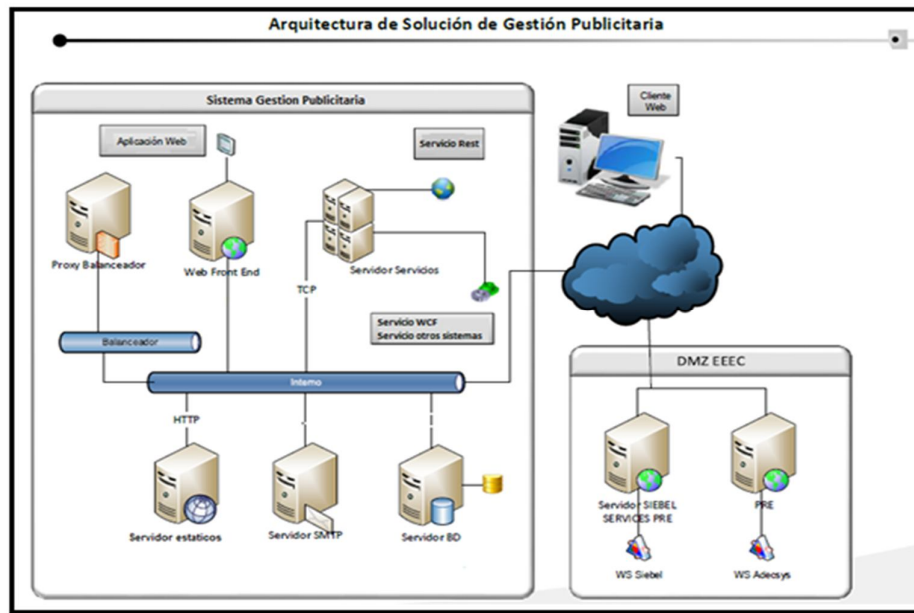 Arquitectura de Solución de Gestión Publicitaria
Sistema Gestion Publicitaria
Cliente
Web
Aplicación Web
Servicio Rest
Proxy Balanceador
Web Front End
Servidor Servicios
TCP
Servicio WCF
Servicio otros sistemas
Balanceador
Interno
DMZ EEEC
HTTP
Servidor estaticos
Servidor SMTP
Servidor BD
Servidor SIEBEL
SERVICES PRE
PRE
WS Siebel
WS Adecsys